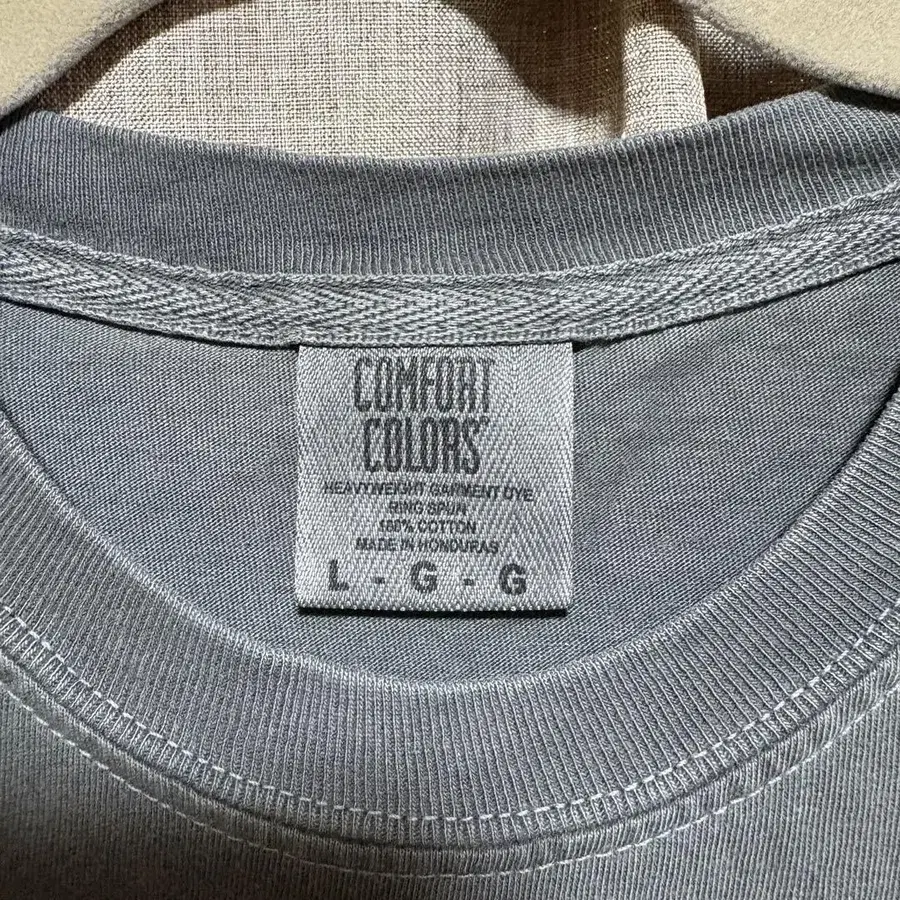 COMFORT
COLORS
HEAVYWEIGHT GARMENT DYE
RING SPUN
100% COTTON
MADE IN HONDURAS
L - G - G